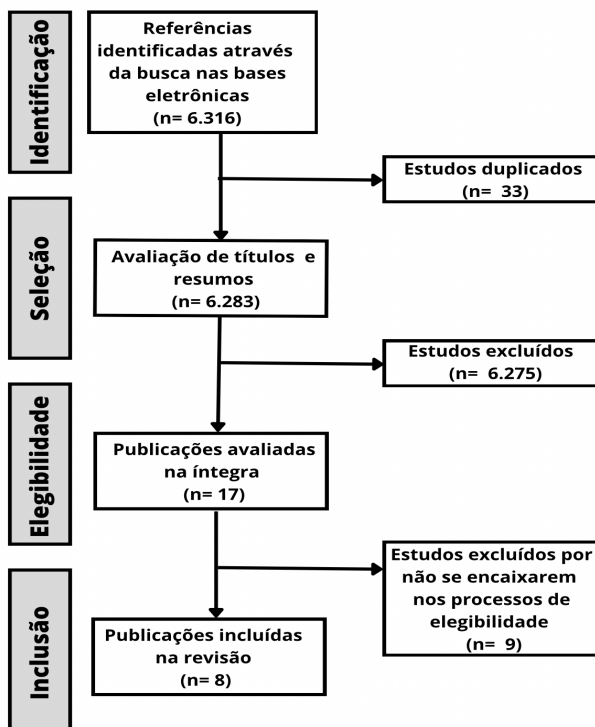 Identificação
Referências
identificadas através
da busca nas bases
eletrônicas
(n= 6.316)
Estudos duplicados
(n= 33)
Seleção
Avaliação de títulos e
resumos
(n= 6.283)
Estudos excluídos
(n= 6.275)
Elegibilidade
Publicações avaliadas
na íntegra
(n= 17)
Estudos excluídos por
não se encaixarem
nos processos de
elegibilidade
(n= 9)
Inclusão
Publicações incluídas
na revisão
(n= 8)